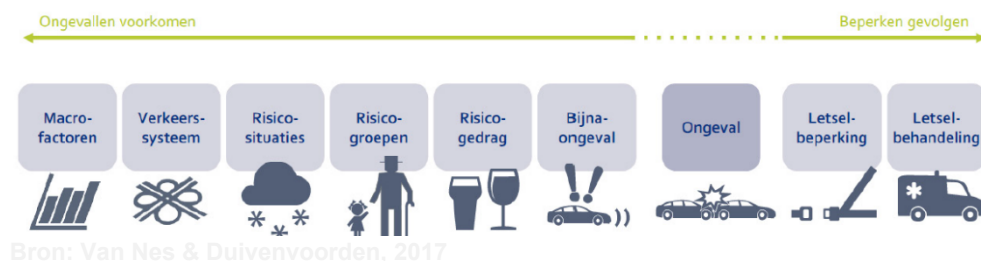 Ongevallen voorkomen
Beperken gevolgen
Macro-
factoren
Verkeers-
systeem
Risico-
situaties
Risico-
groepen
Risico-
gedrag
Bijna-
ongeval
Ongeval
Letsel-
beperking
Letsel-
behandeling
Bron: Van Nes & Duivenvoorden, 2017